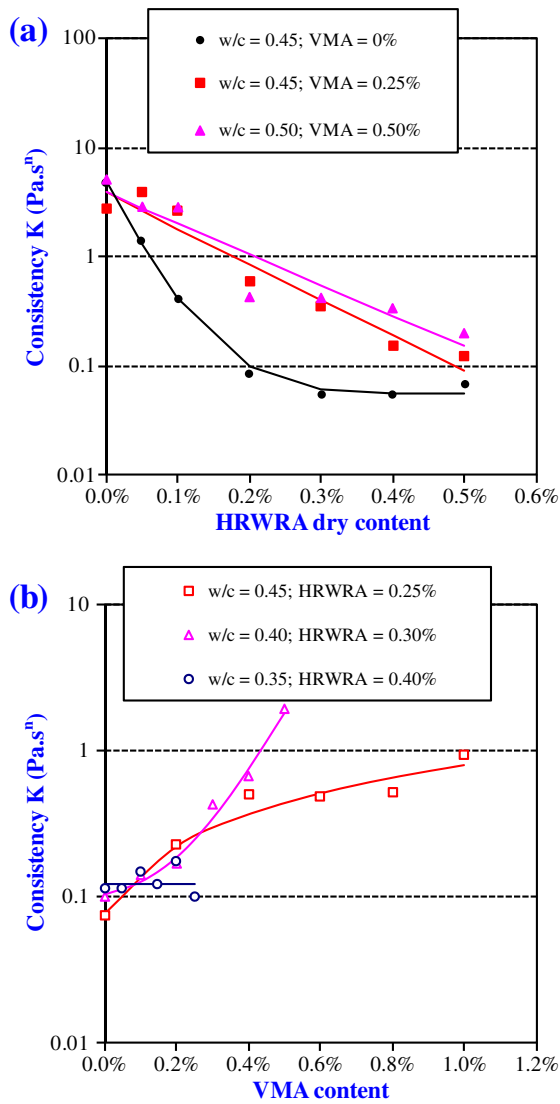 (a)
100
w/c = 0.45; VMA = 0%
w/c = 0.45; VMA = 0.25%
w/c = 0.50; VMA = 0.50%
10
1
0.1
0.01
Consistency K (Pa.sⁿ)
0.0% 0.1% 0.2% 0.3% 0.4% 0.5% 0.6%
HRWRA dry content
(b)
10
w/c = 0.45; HRWRA = 0.25%
w/c = 0.40; HRWRA = 0.30%
w/c = 0.35; HRWRA = 0.40%
1
0.1
0.01
Consistency K (Pa.sⁿ)
0.0% 0.2% 0.4% 0.6% 0.8% 1.0% 1.2%
VMA content